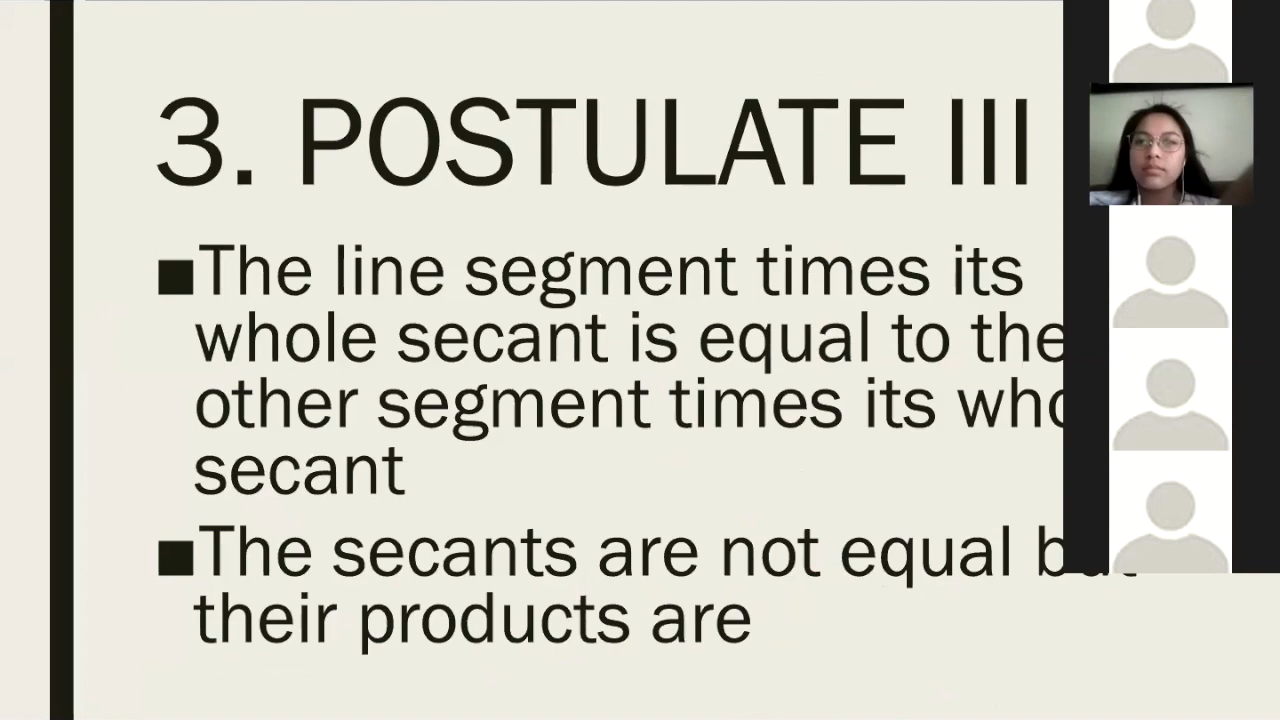 3. POSTULATE III
■The line segment times its
whole secant is equal to the
other segment times its
secant
■The secants are not equal but
their products are